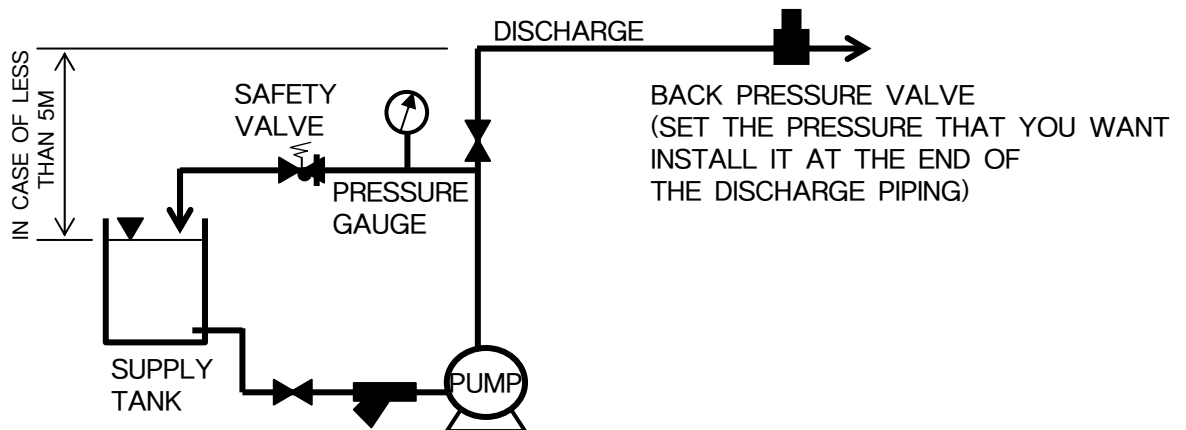 DISCHARGE
IN CASE OF LESS
THAN 5M
SAFETY
VALVE
BACK PRESSURE VALVE
(SET THE PRESSURE THAT YOU WANT
INSTALL IT AT THE END OF
THE DISCHARGE PIPING)
PRESSURE
GAUGE
SUPPLY
TANK
PUMP